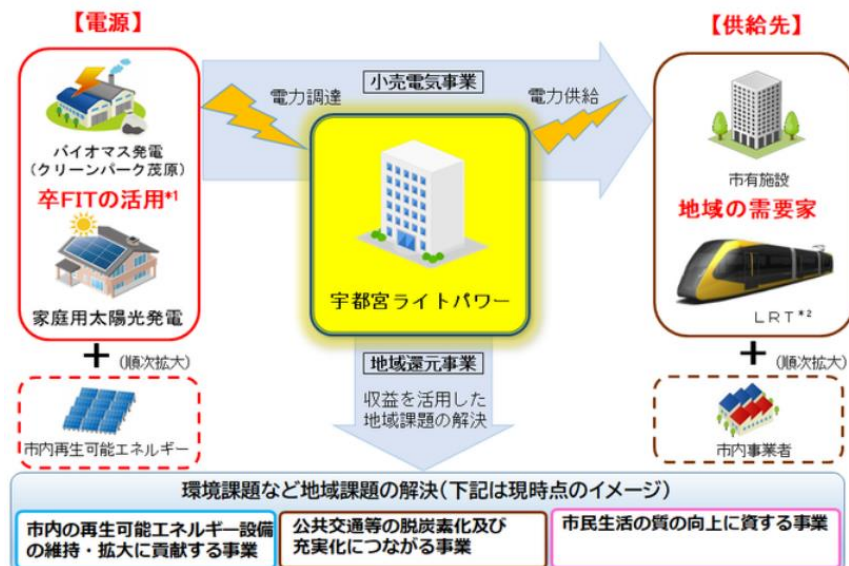 【電源】
バイオマス発電
(クリーンパーク茂原)
卒FITの活用*1
家庭用太陽光発電
+ (順次拡大)
市内再生可能エネルギー
小売電気事業
電力調達
電力供給
宇都宮ライトパワー
地域還元事業
収益を活用した
地域課題の解決
【供給先】
市有施設
地域の需要家
LRT*2
+ (順次拡大)
市内事業者
環境課題など地域課題の解決(下記は現時点のイメージ)
市内の再生可能エネルギー設備
の維持・拡大に貢献する事業
公共交通等の脱炭素化及び
充実化につながる事業
市民生活の質の向上に資する事業